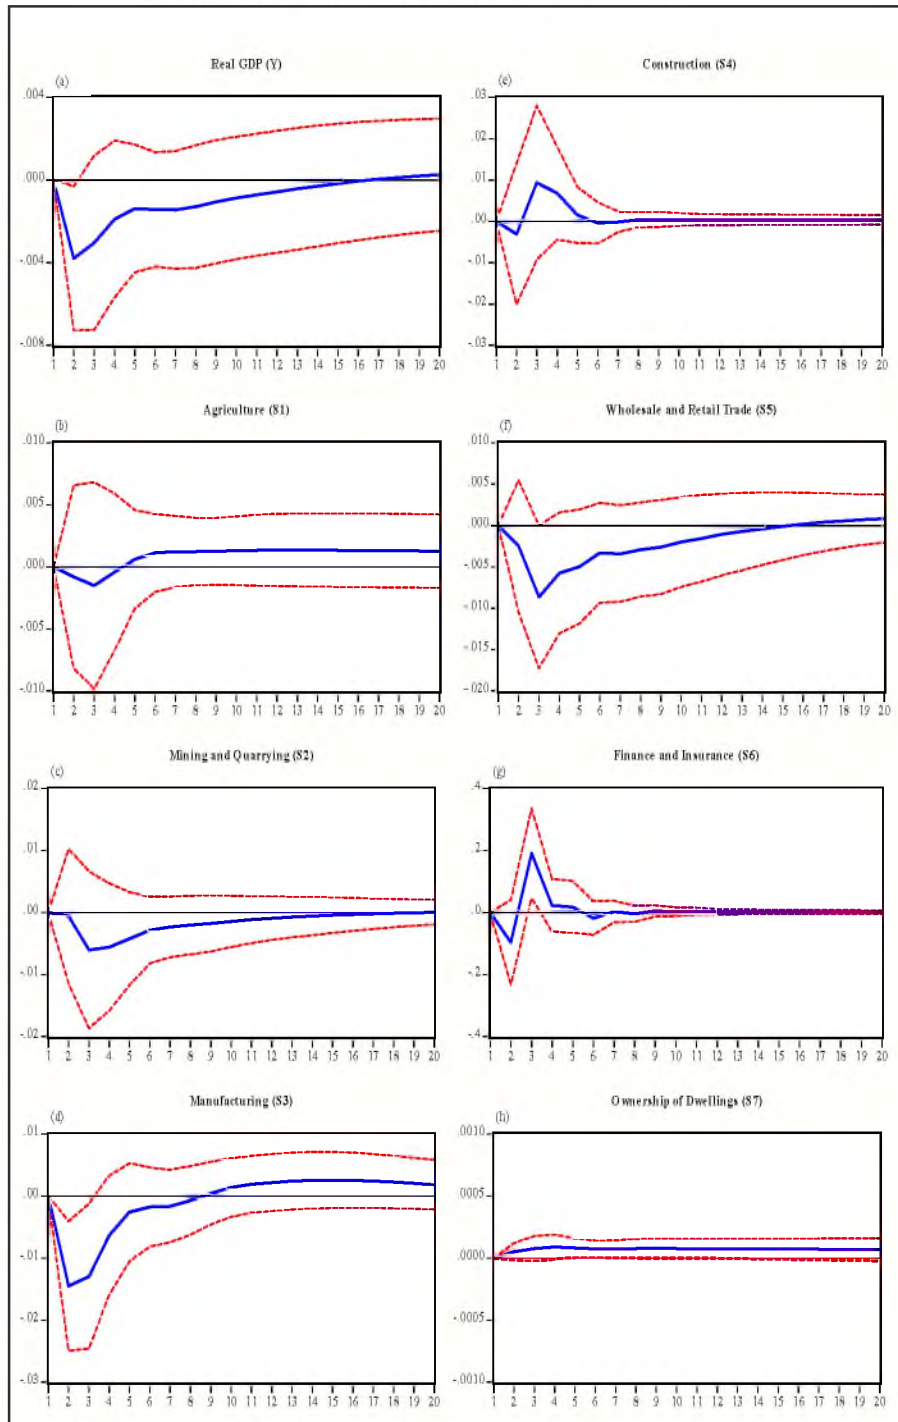 Real GDP (Y)
(a)
.004
.000
-.004
-.008
1 2 3 4 5 6 7 8 9 10 11 12 13 14 15 16 17 18 19 20
Construction (S4)
(e)
.03
.02
.01
.00
-.01
-.02
-.03
1 2 3 4 5 6 7 8 9 10 11 12 13 14 15 16 17 18 19 20
Agriculture (S1)
(b)
.010
.005
.000
-.005
-.010
1 2 3 4 5 6 7 8 9 10 11 12 13 14 15 16 17 18 19 20
Wholesale and Retail Trade (S5)
(f)
.010
.005
.000
-.005
-.010
-.015
-.020
1 2 3 4 5 6 7 8 9 10 11 12 13 14 15 16 17 18 19 20
Mining and Quarrying (S2)
(c)
.02
.01
.00
-.01
-.02
1 2 3 4 5 6 7 8 9 10 11 12 13 14 15 16 17 18 19 20
Finance and Insurance (S6)
(g)
.4
.2
.0
-.2
-.4
1 2 3 4 5 6 7 8 9 10 11 12 13 14 15 16 17 18 19 20
Manufacturing (S3)
(d)
.01
.00
-.01
-.02
-.03
1 2 3 4 5 6 7 8 9 10 11 12 13 14 15 16 17 18 19 20
Ownership of Dwellings (S7)
(h)
.0010
.0005
.0000
-.0005
-.0010
1 2 3 4 5 6 7 8 9 10 11 12 13 14 15 16 17 18 19 20